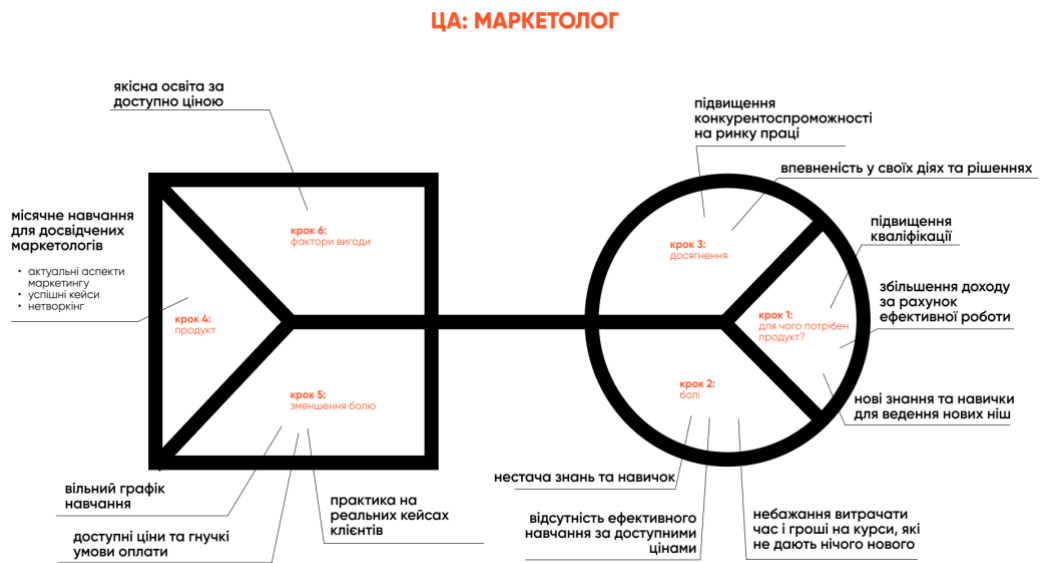 ЦА: МАРКЕТОЛОГ
якісна освіта за
доступно ціною
місячне навчання
для досвідчених
маркетологів
• актуальні аспекти
маркетингу
• успішні кейси
• нетворкінг
крок 6:
фактори вигоди
крок 4:
продукт
крок 5:
зменшення болю
вільний графік
навчання
доступні ціни та гнучкі
умови оплати
практика на
реальних кейсах
клієнтів
підвищення
конкурентоспроможності
на ринку праці
впевненість у своїх діях та рішеннях
підвищення
кваліфікації
збільшення доходу
за рахунок
ефективної роботи
нові знання та навички
для ведення нових ніш
крок 3:
досягнення
крок 1:
для чого потрібен
продукт?
крок 2:
болі
нестача знань та навичок
відсутність ефективного
навчання за доступними
цінами
небажання витрачати
час і гроші на курси, які
не дають нічого нового